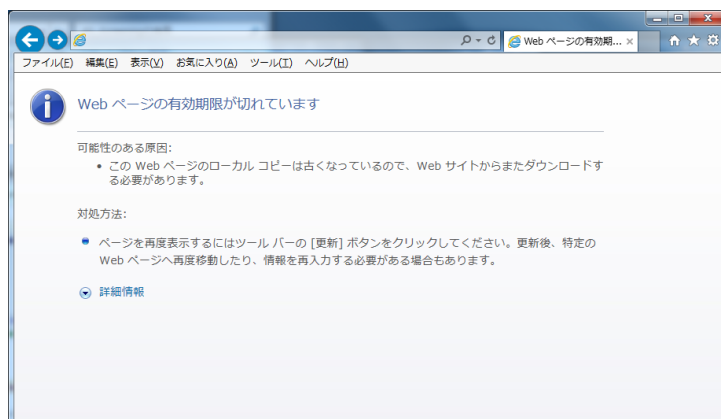 Web ページの有効期... ×
ファイル(F) 編集(E) 表示(V) お気に入り(A) ツール(T) ヘルプ(H)
Web ページの有効期限が切れています
可能性のある原因:
• この Web ページのローカル コピーは古くなっているので、Web サイトからまたダウンロードす
る必要があります。
対処方法:
ページを再度表示するにはツール バーの [更新] ボタンをクリックしてください。更新後、特定の
Web ページへ再度移動したり、情報を再入力する必要がある場合もあります。
詳細情報